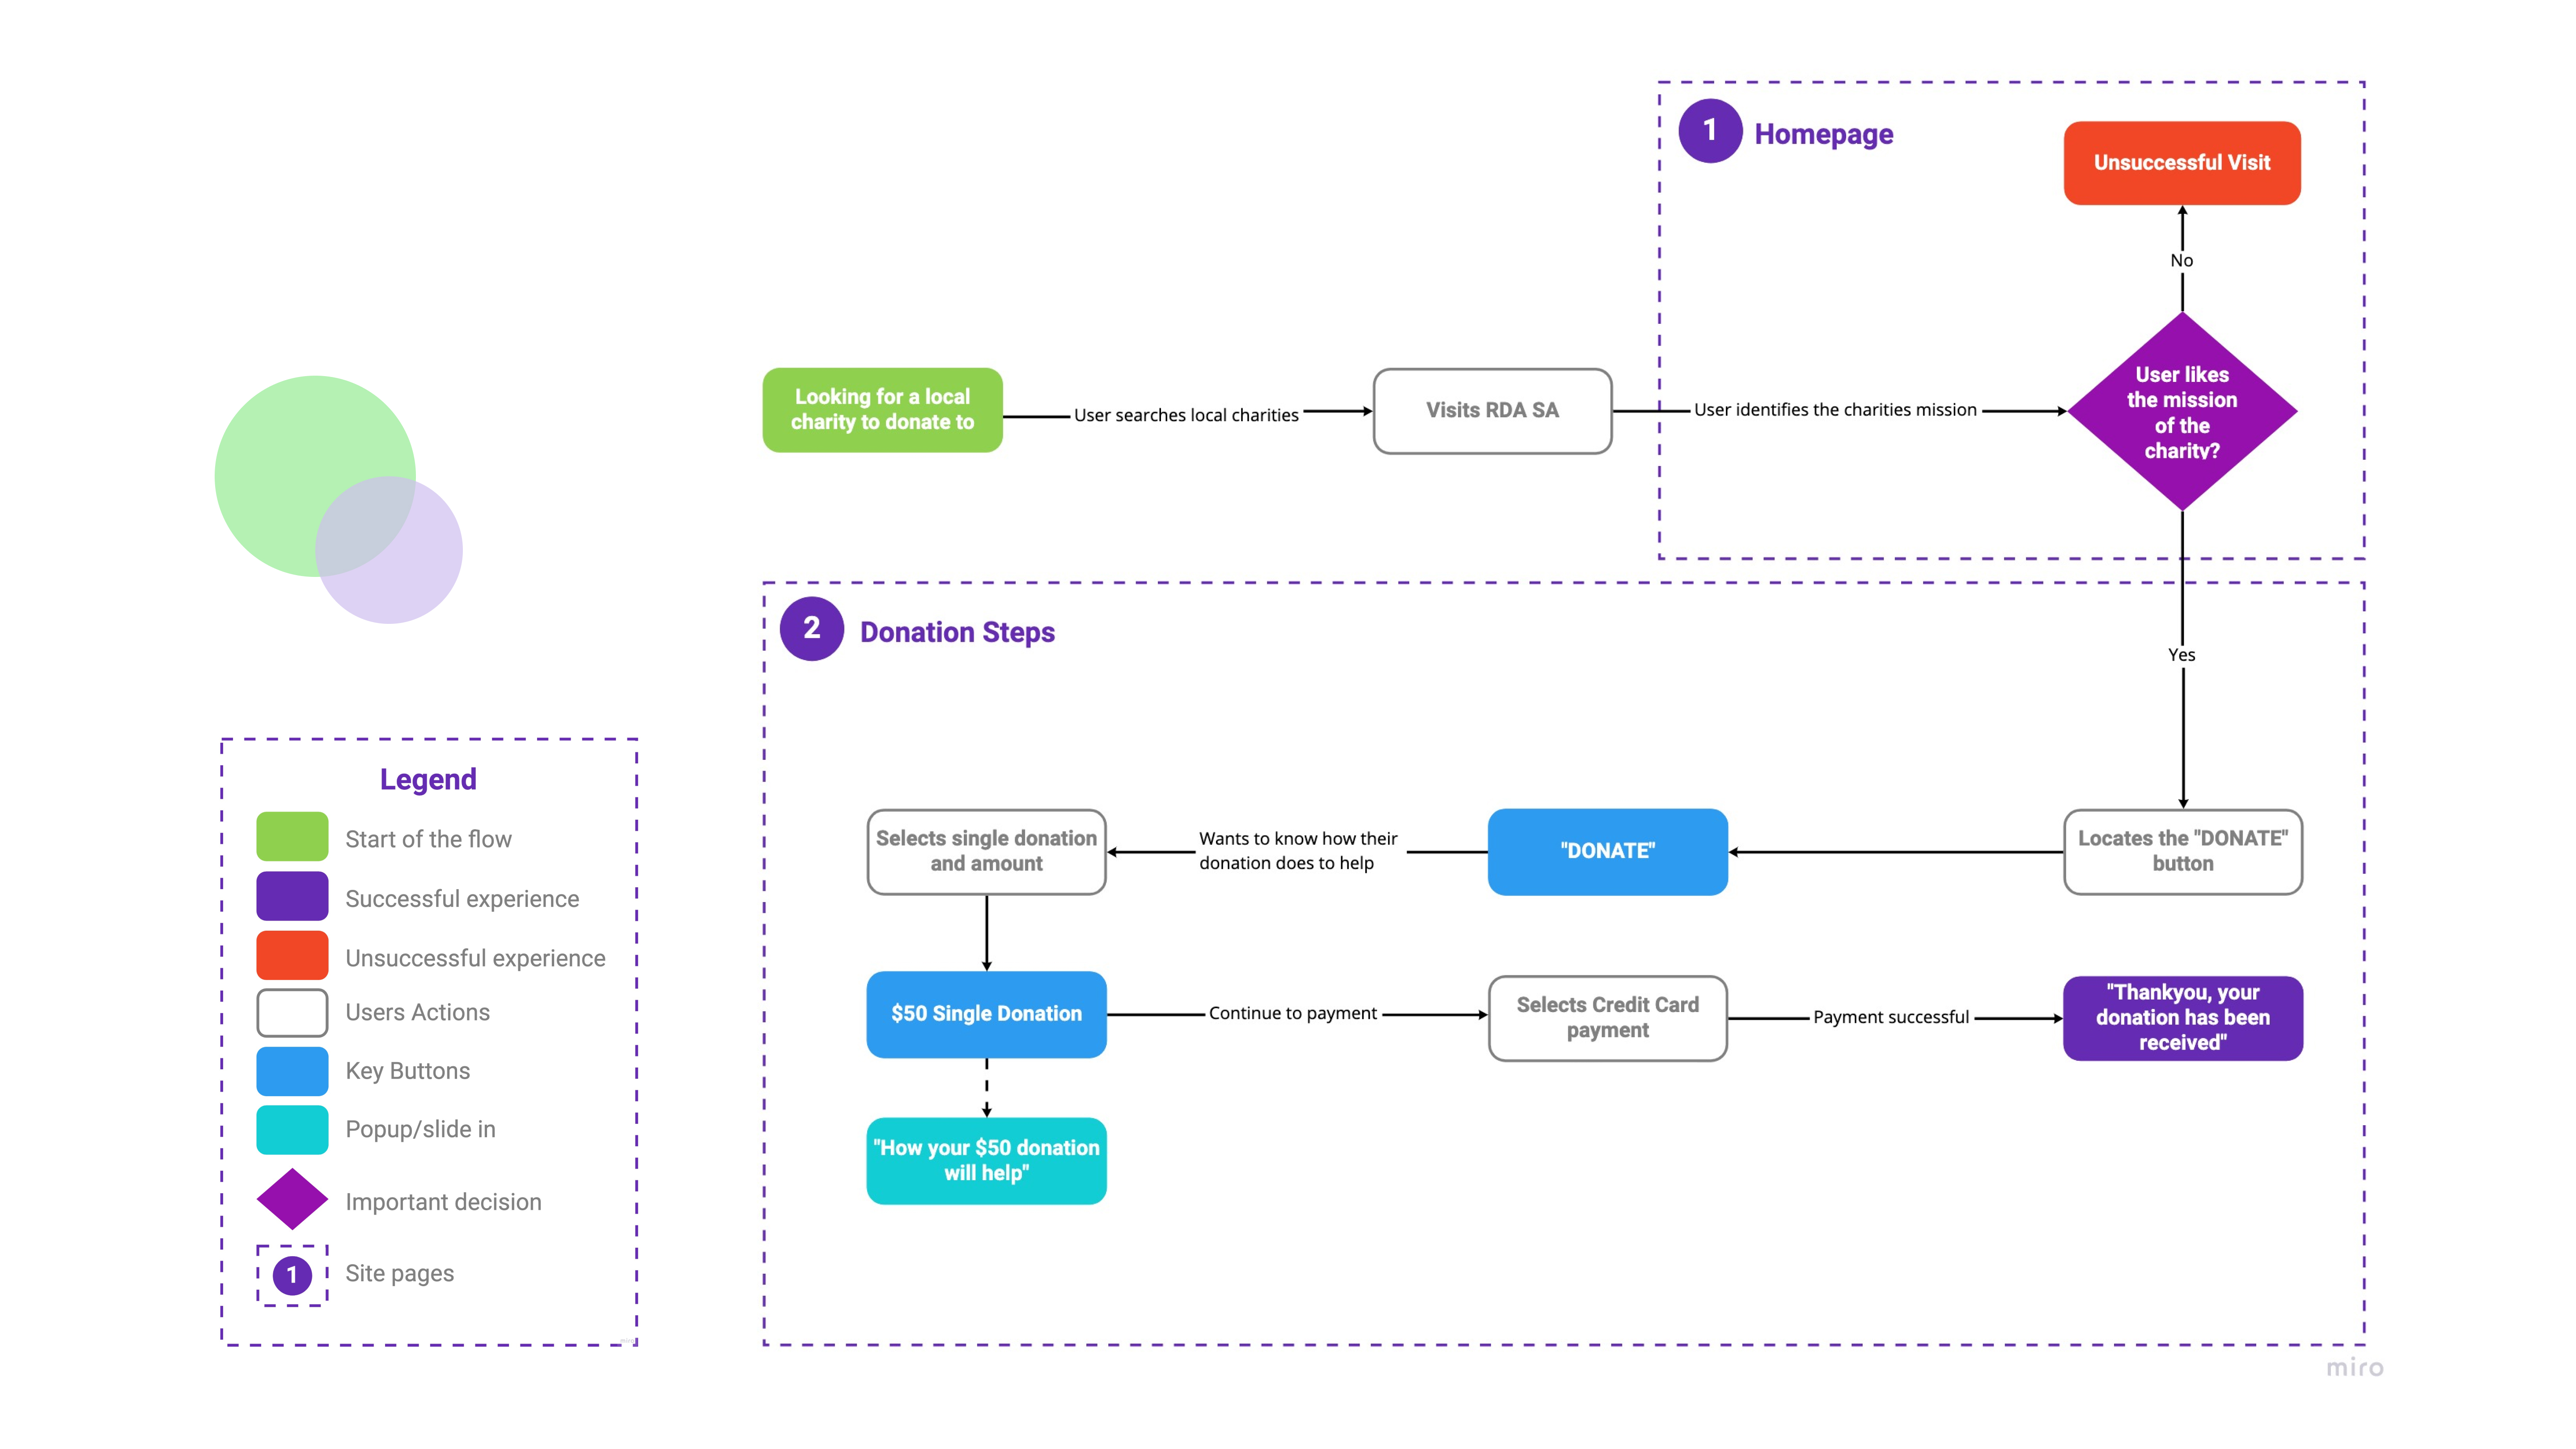 1
Homepage
Unsuccessful Visit
No
Looking for a local
charity to donate to
User searches local charities
Visits RDA SA
User identifies the charities mission
User likes
the mission
of the
charity?
2
Donation Steps
Yes
Selects single donation
and amount
Wants to know how their
donation does to help
"DONATE"
Locates the "DONATE"
button
$50 Single Donation
Continue to payment
Selects Credit Card
payment
Payment successful
"Thankyou, your
donation has been
received"
"How your $50 donation
will help"
Legend
Start of the flow
Successful experience
Unsuccessful experience
Users Actions
Key Buttons
Popup/slide in
Important decision
1
Site pages
miro